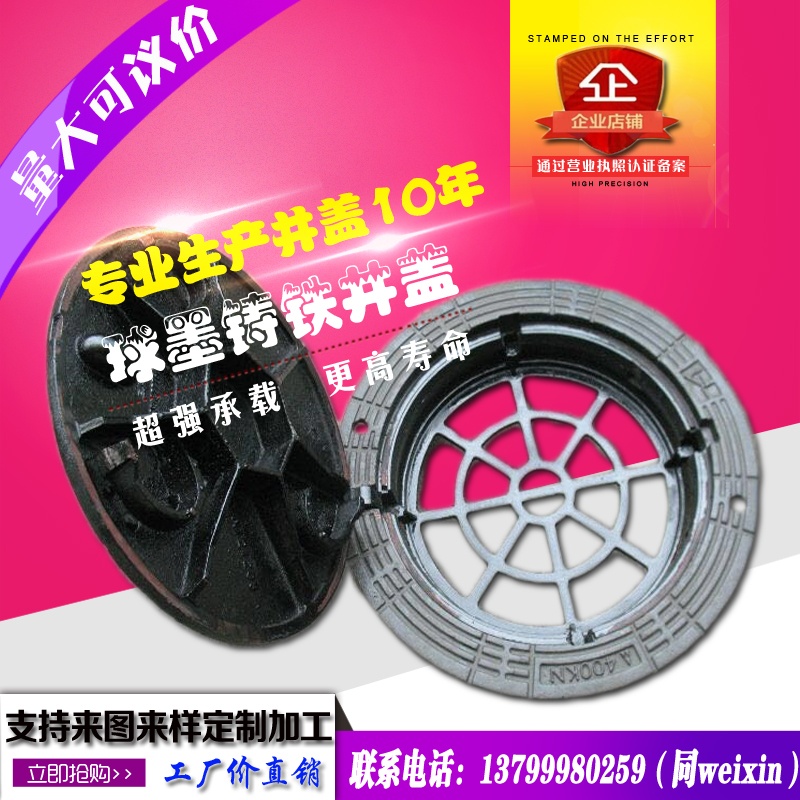 量大可议价
STAMPED ON THE EFFORT
企
企业店铺
通过营业执照认证备案
HIGH PRECISION
专业生产井盖10年
球墨铸铁井盖
超强承载 更高寿命
400KN
支持来图来样定制加工
立即抢购>>
工厂价直销
联系电话：13799980259（同weixin）